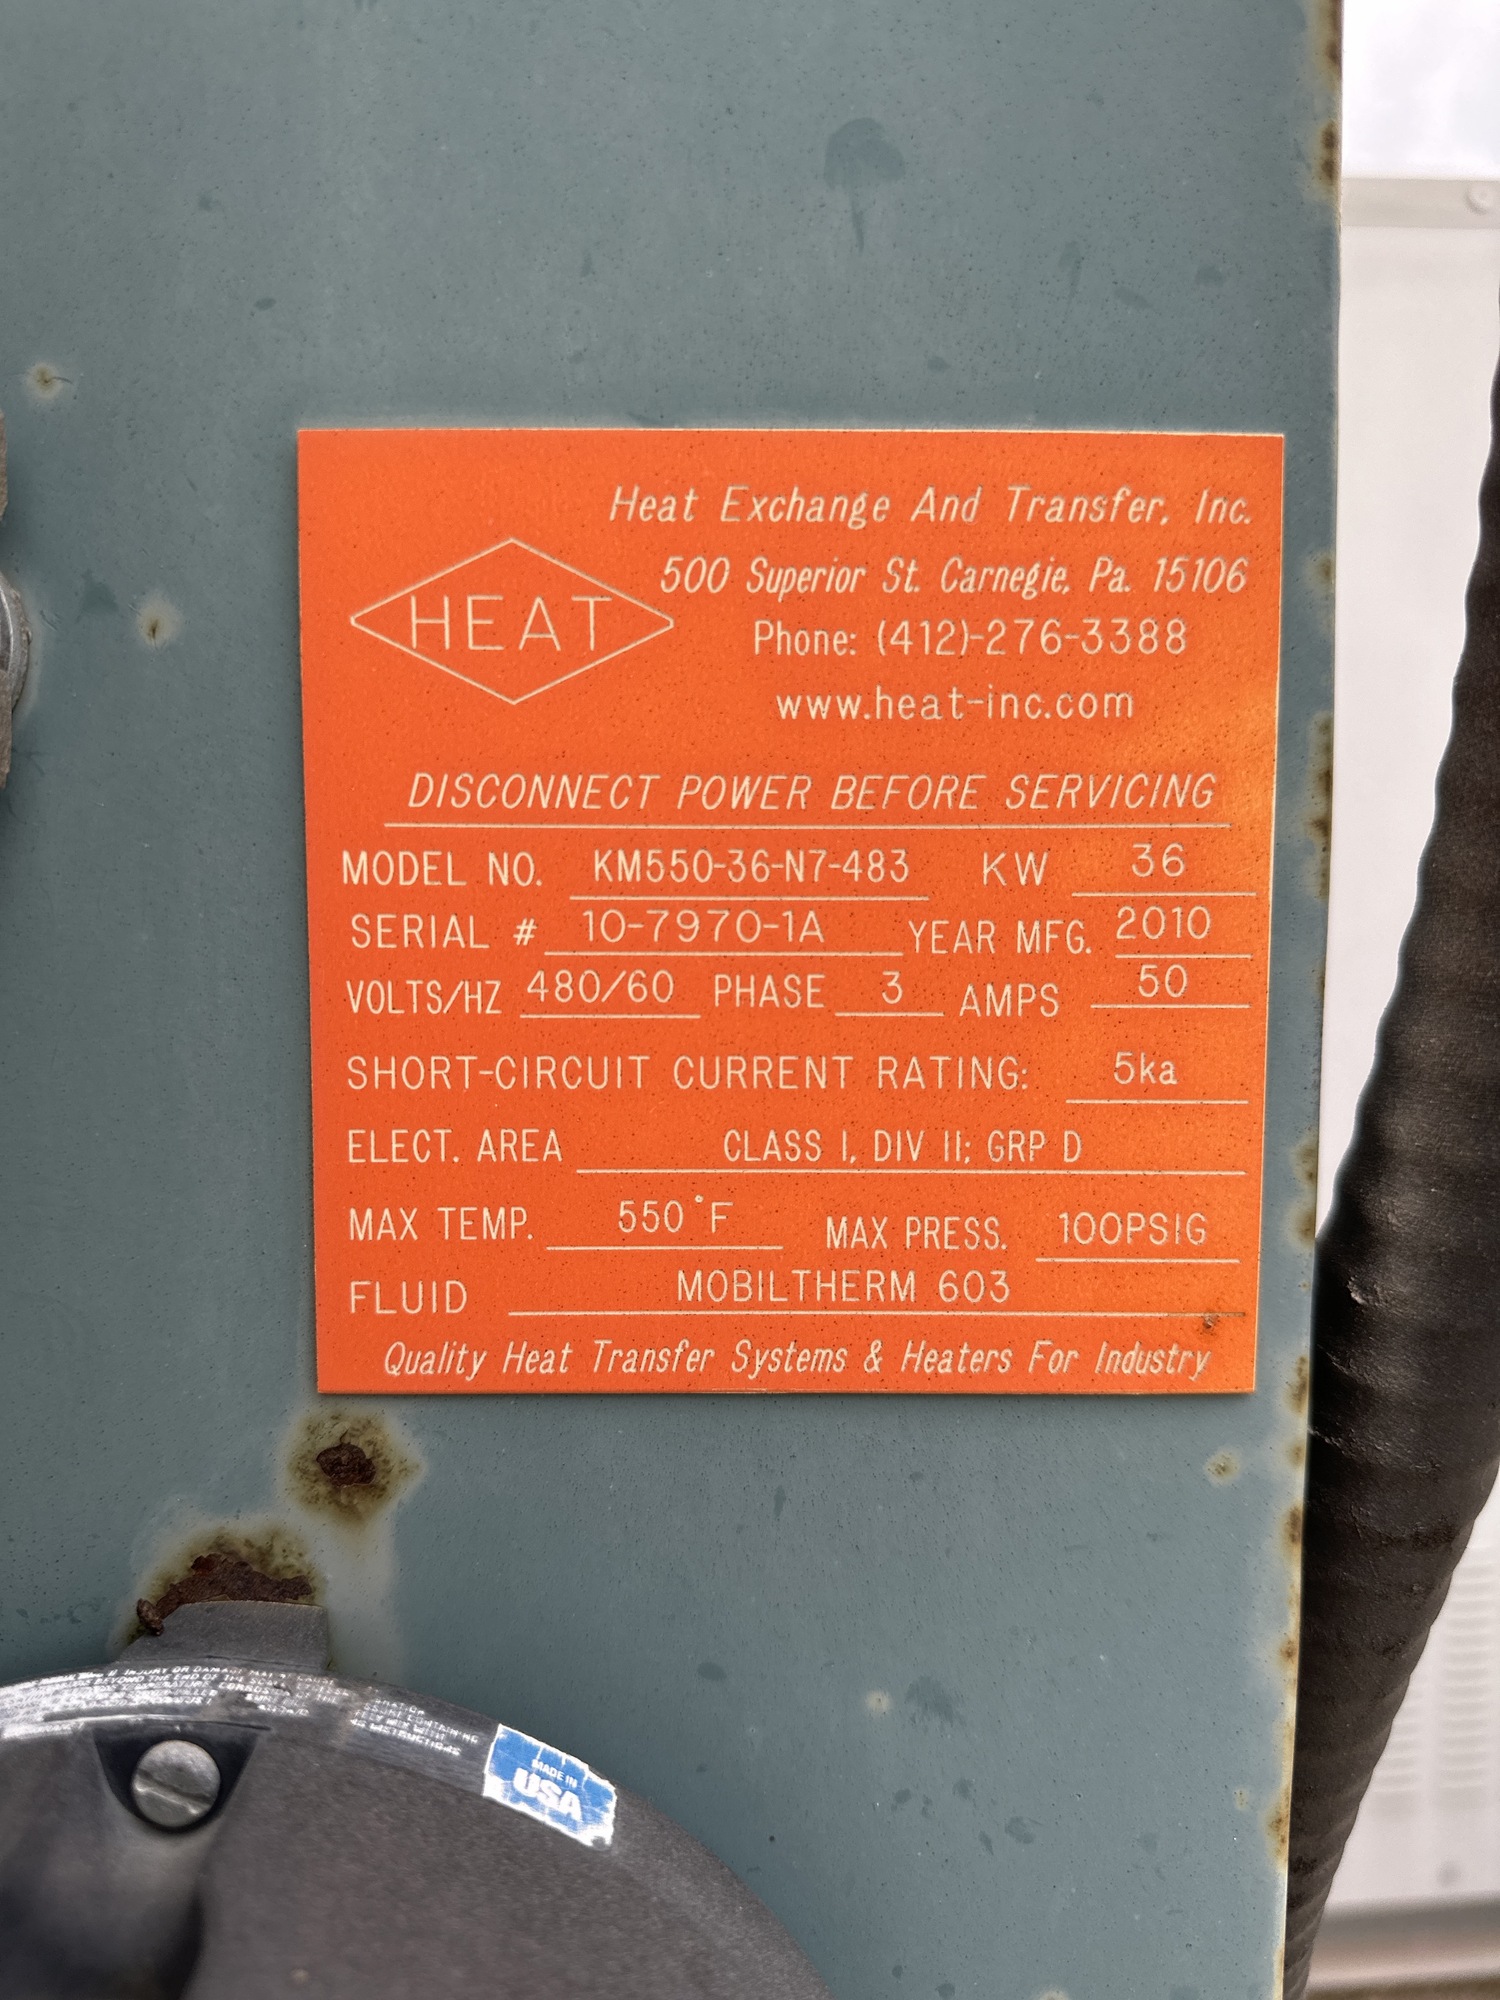 Heat Exchange And Transfer, Inc.
500 Superior St. Carnegie, Pa. 15106
HEAT
Phone: (412)-276-3388
www.heat-inc.com
DISCONNECT POWER BEFORE SERVICING
MODEL NO. KM550-36-N7-483 KW 36
SERIAL # 10-7970-1A YEAR MFG. 2010
VOLTS/HZ 480/60 PHASE 3 AMPS 50
SHORT-CIRCUIT CURRENT RATING: 5ka
ELECT. AREA CLASS I, DIV II; GRP D
MAX TEMP. 550°F MAX PRESS. 100PSIG
FLUID MOBILTHERM 603
Quality Heat Transfer Systems & Heaters For Industry
MADE IN
USA